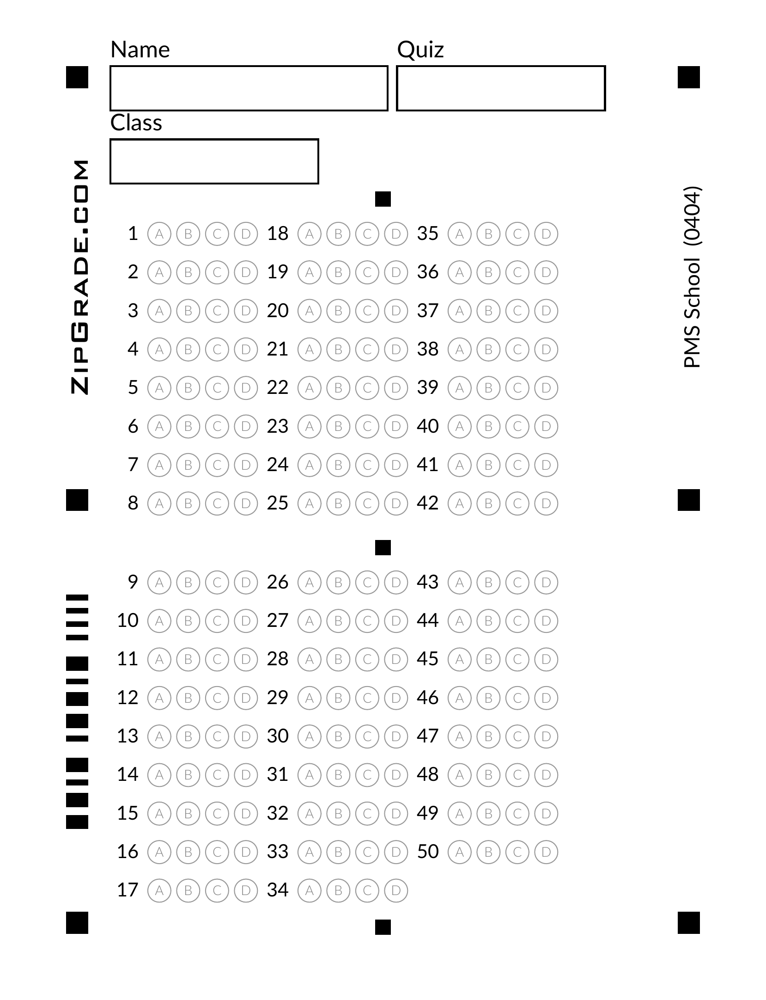 Name Quiz
Class
ZIPGRADE.COM
PMS School (0404)
1 A B C D 18 A B C D 35 A B C D
2 A B C D 19 A B C D 36 A B C D
3 A B C D 20 A B C D 37 A B C D
4 A B C D 21 A B C D 38 A B C D
5 A B C D 22 A B C D 39 A B C D
6 A B C D 23 A B C D 40 A B C D
7 A B C D 24 A B C D 41 A B C D
8 A B C D 25 A B C D 42 A B C D
9 A B C D 26 A B C D 43 A B C D
10 A B C D 27 A B C D 44 A B C D
11 A B C D 28 A B C D 45 A B C D
12 A B C D 29 A B C D 46 A B C D
13 A B C D 30 A B C D 47 A B C D
14 A B C D 31 A B C D 48 A B C D
15 A B C D 32 A B C D 49 A B C D
16 A B C D 33 A B C D 50 A B C D
17 A B C D 34 A B C D